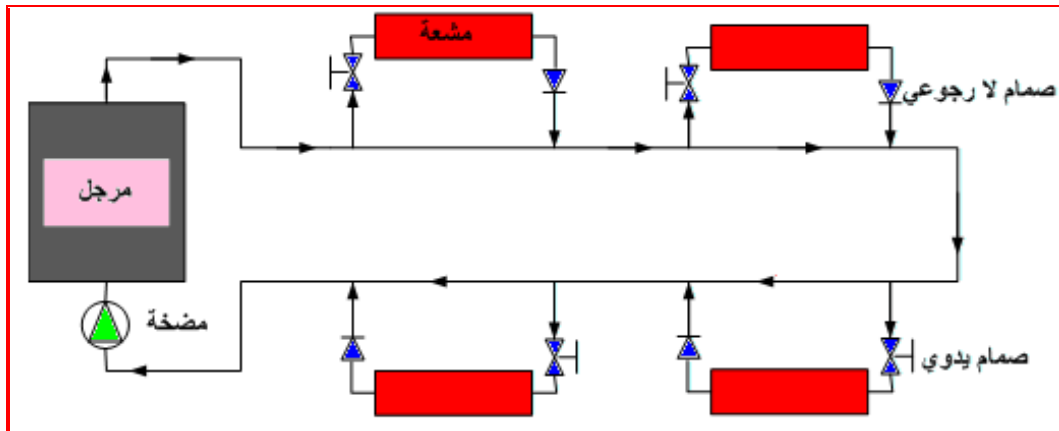 مشعة
صمام لا رجوعي
مرجل
مضخة
صمام يدوي